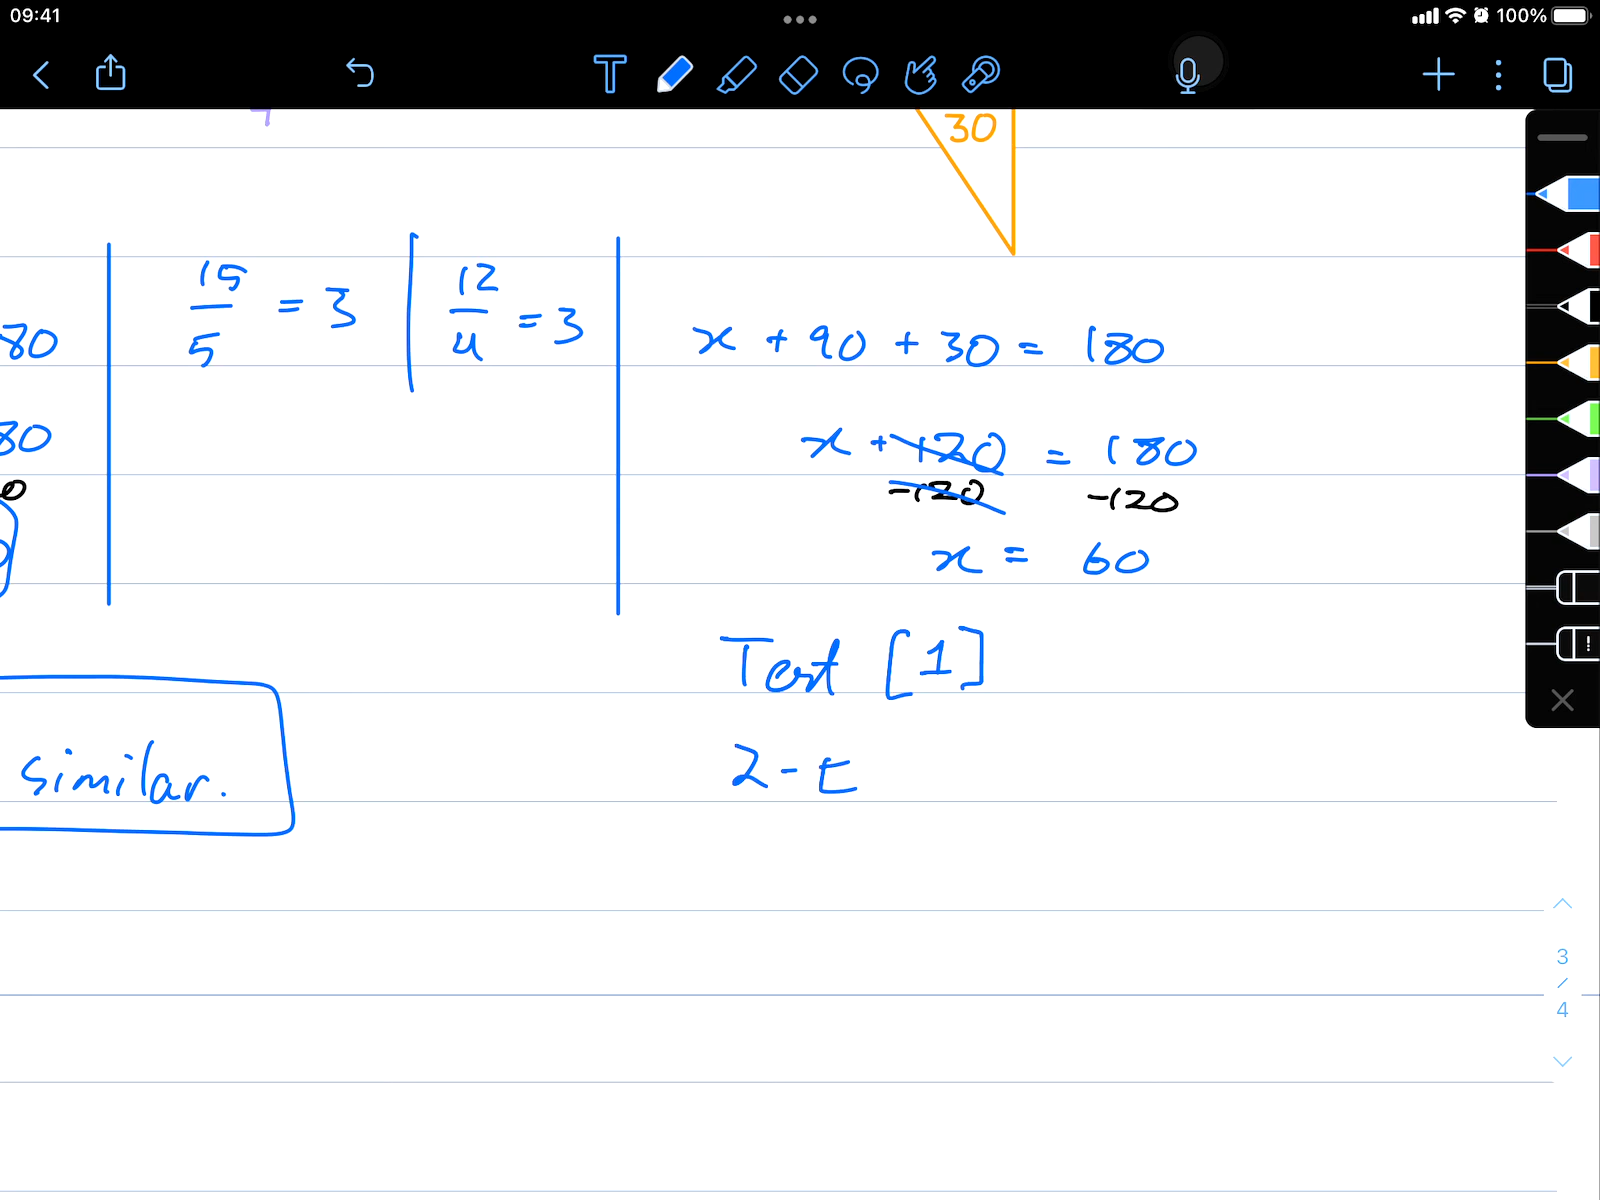 09:41
100%
30
80
15/5 = 3
12/4 = 3
x + 90 + 30 = 180
80
x + 120 = 180
0
-120 -120
x = 60
Test [1]
similar.
2 - t
3
/
4